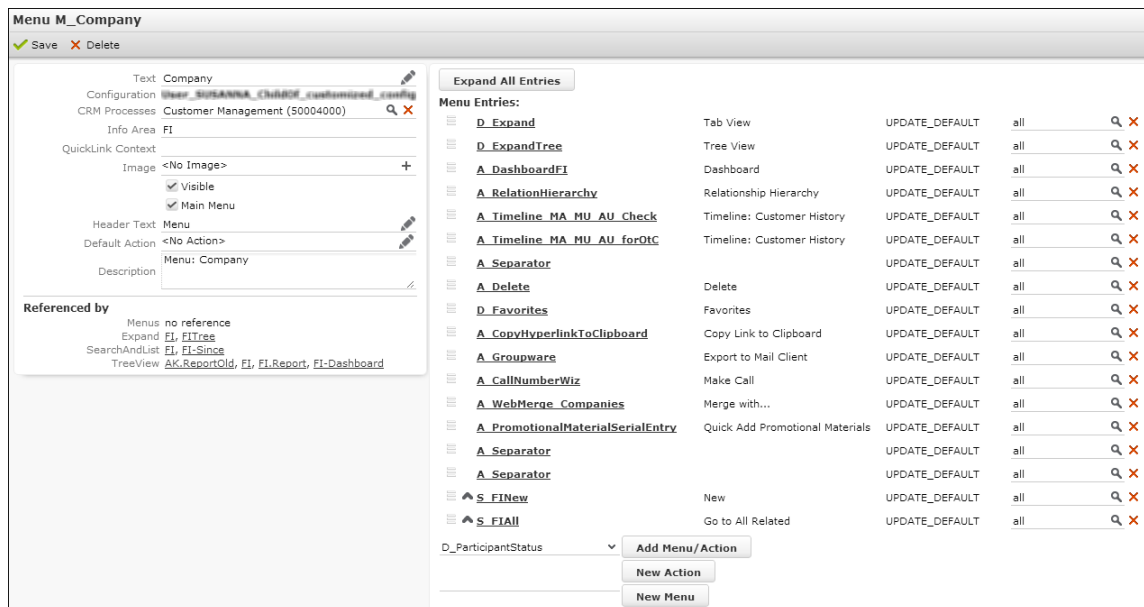 Menu M_Company
Save Delete
Text Company
Configuration
CRM Processes Customer Management (50004000)
Info Area FI
QuickLink Context
Image <No Image>
Visible
Main Menu
Header Text Menu
Default Action <No Action>
Description Menu: Company
Referenced by
Menus no reference
Expand FI, FITree
SearchAndList FI, FI-Since
TreeView AK.ReportOld, FI, FI.Report, FI-Dashboard
Expand All Entries
Menu Entries:
D_Expand Tab View UPDATE_DEFAULT all
D_ExpandTree Tree View UPDATE_DEFAULT all
A_DashboardFI Dashboard UPDATE_DEFAULT all
A_RelationHierarchy Relationship Hierarchy UPDATE_DEFAULT all
A_Timeline_MA_MU_AU_Check Timeline: Customer History UPDATE_DEFAULT all
A_Timeline_MA_MU_AU_forOtC Timeline: Customer History UPDATE_DEFAULT all
A_Separator UPDATE_DEFAULT all
A_Delete Delete UPDATE_DEFAULT all
D_Favorites Favorites UPDATE_DEFAULT all
A_CopyHyperlinkToClipboard Copy Link to Clipboard UPDATE_DEFAULT all
A_Groupware Export to Mail Client UPDATE_DEFAULT all
A_CallNumberWiz Make Call UPDATE_DEFAULT all
A_WebMerge_Companies Merge with... UPDATE_DEFAULT all
A_PromotionalMaterialSerialEntry Quick Add Promotional Materials UPDATE_DEFAULT all
A_Separator UPDATE_DEFAULT all
A_Separator UPDATE_DEFAULT all
S_FINew New UPDATE_DEFAULT all
S_FIAll Go to All Related UPDATE_DEFAULT all
D_ParticipantStatus Add Menu/Action
New Action
New Menu